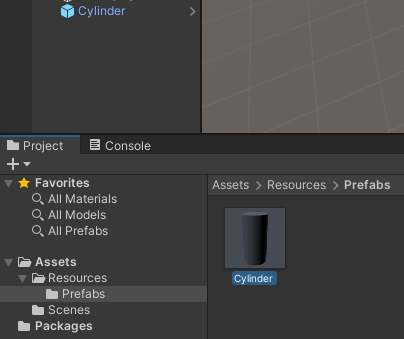 Cylinder
Project
Console
Favorites
Assets > Resources > Prefabs
All Materials
All Models
All Prefabs
Assets
Resources
Prefabs
Scenes
Packages
Cylinder